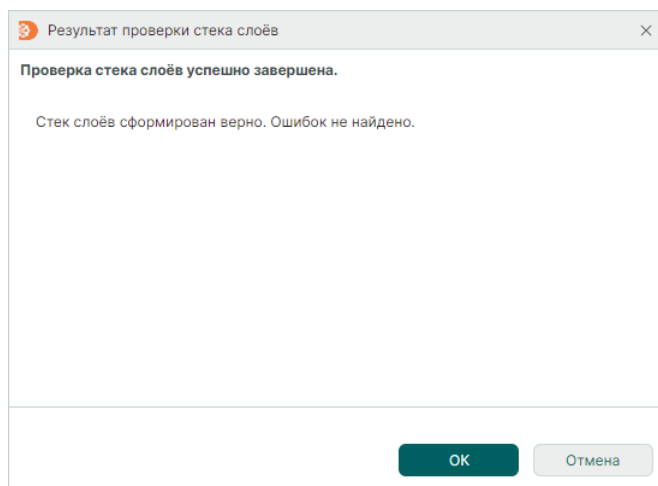 Результат проверки стека слоёв
Проверка стека слоёв успешно завершена.
Стек слоёв сформирован верно. Ошибок не найдено.
ОК
Отмена